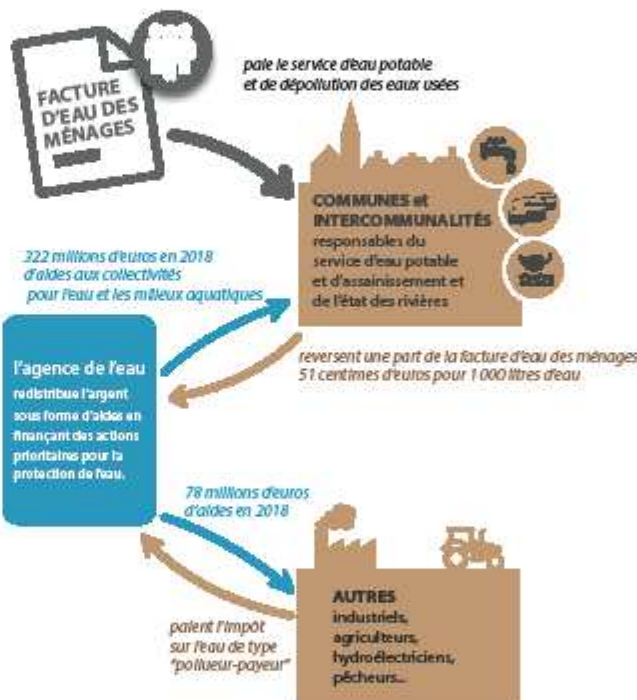 FACTURE
D'EAU DES
MÉNAGES
paie le service d'eau potable
et de dépollution des eaux usées
COMMUNES et
INTERCOMMUNALITÉS
responsables du
service d'eau potable
et d'assainissement et
de l'état des rivières
322 millions d'euros en 2018
d'aides aux collectivités
pour l'eau et les milieux aquatiques
reversent une part de la facture d'eau des ménages
51 centimes d'euros pour 1 000 litres d'eau
l'agence de l'eau
redistribue l'argent
sous forme d'aides en
finançant des actions
prioritaires pour la
protection de l'eau.
78 millions d'euros
d'aides en 2018
paient l'impôt
sur l'eau de type
"pollueur-payeur"
AUTRES
industriels,
agriculteurs,
hydroélectriciens,
pêcheurs...